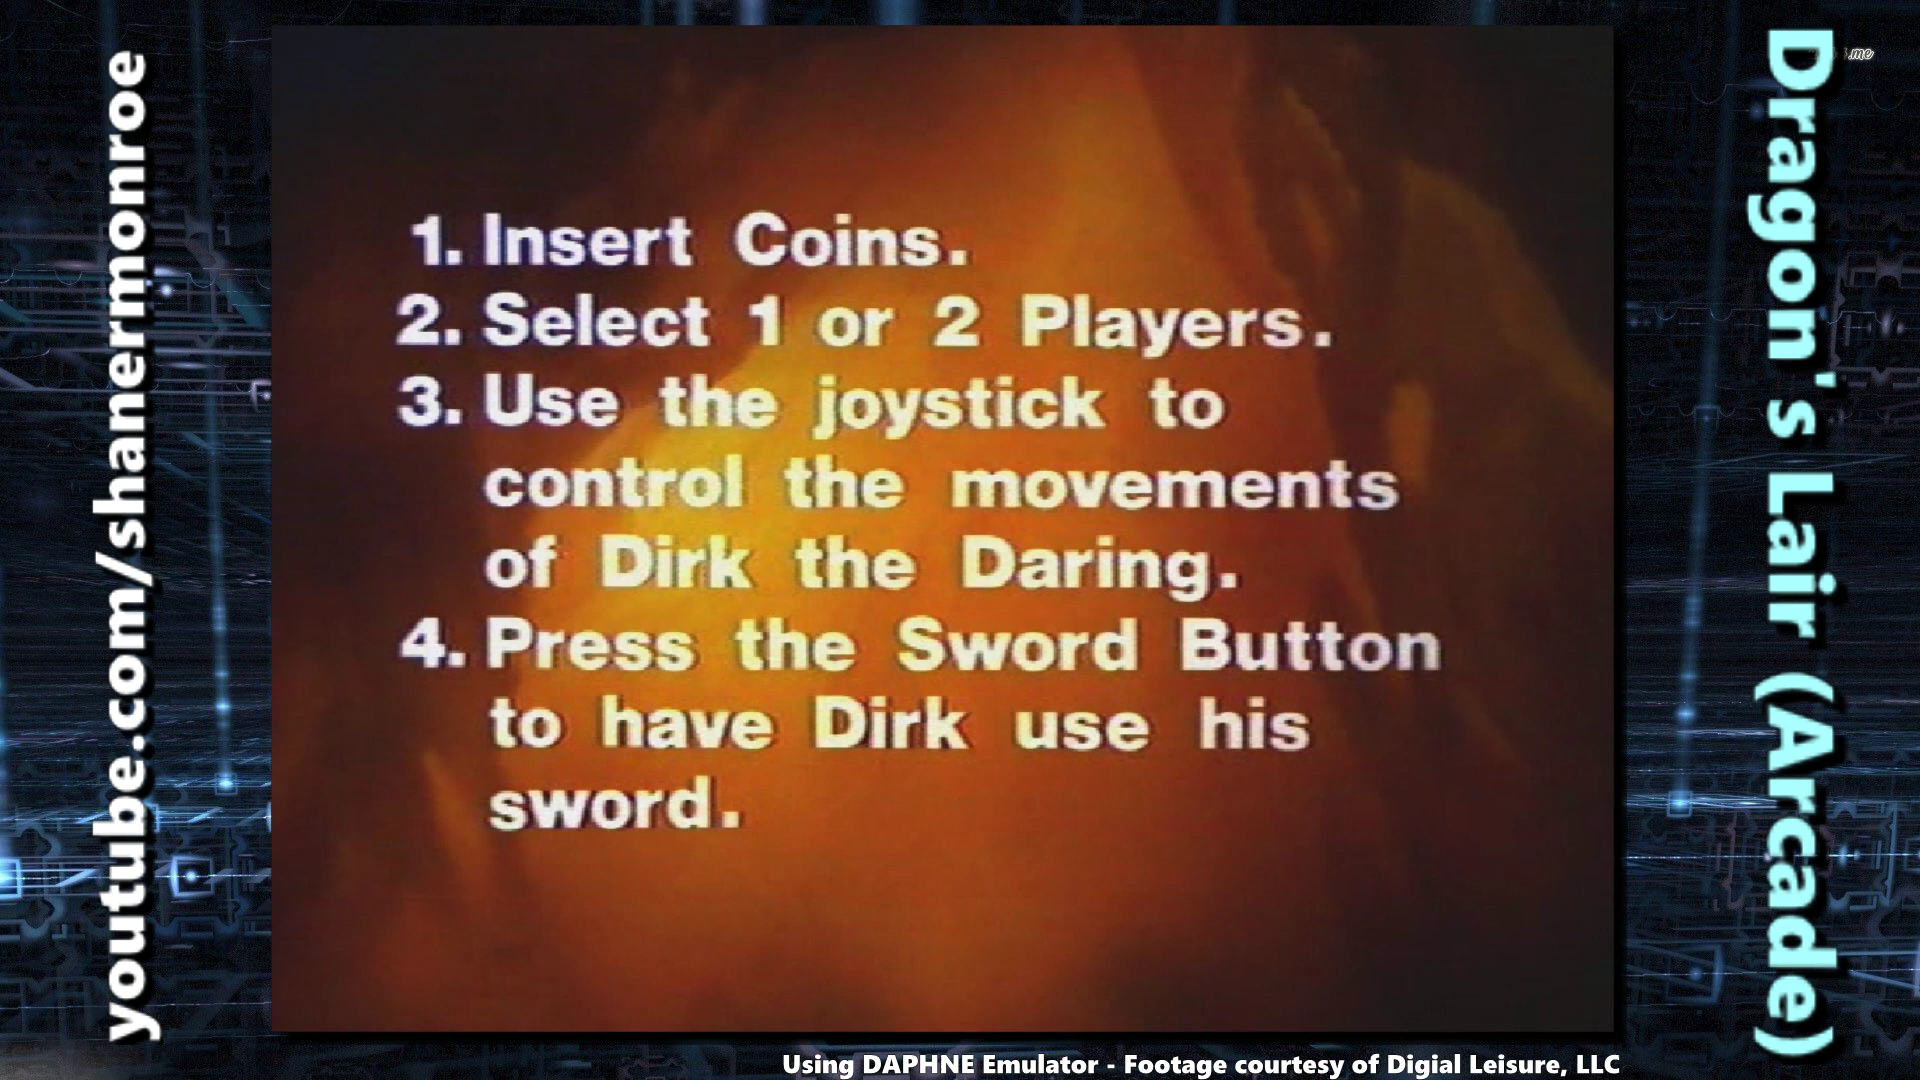 youtube.com/shanermonroe
1. Insert Coins.
2. Select 1 or 2 Players.
3. Use the joystick to
control the movements
of Dirk the Daring.
4. Press the Sword Button
to have Dirk use his
sword.
Dragon's Lair (Arcade)
.me
Using DAPHNE Emulator - Footage courtesy of Digial Leisure, LLC